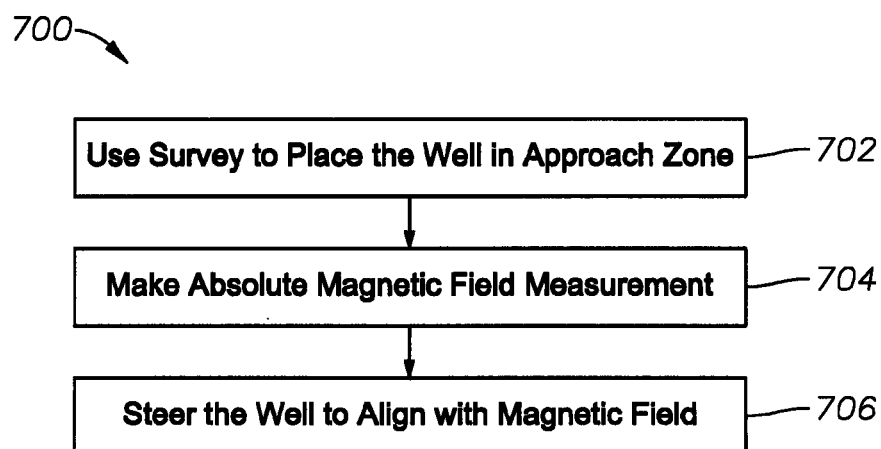 700
Use Survey to Place the Well in Approach Zone
702
Make Absolute Magnetic Field Measurement
704
Steer the Well to Align with Magnetic Field
706